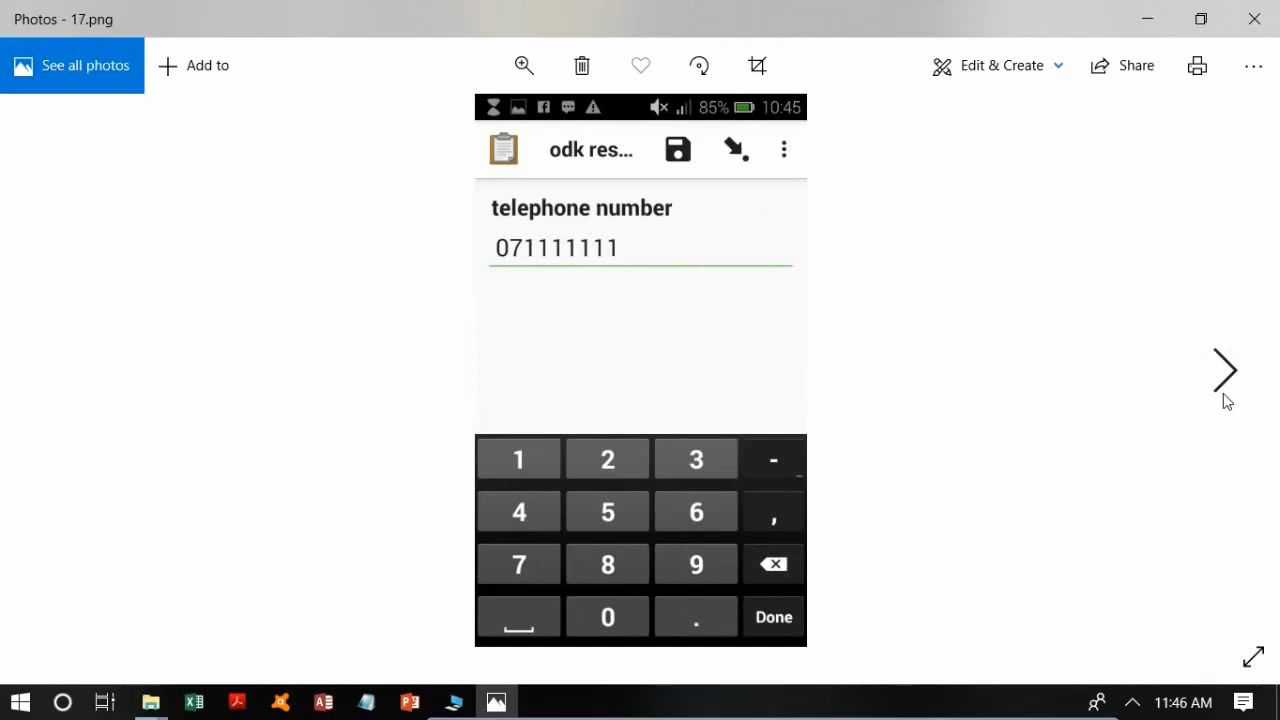 Photos - 17.png
See all photos
Add to
Edit & Create
Share
85% 10:45
odk res...
telephone number
071111111
1 2 3 -
4 5 6 ,
7 8 9
0 . Done
11:46 AM